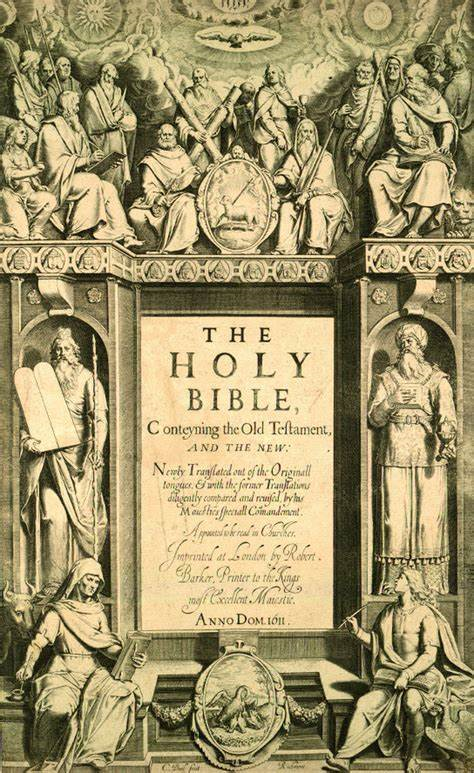 THE
HOLY
BIBLE,
Conteyning the Old Testament,
AND THE NEW:
Newly Translated out of the Originall
tongues: & with the former Translations
diligently compared and reuised, by his
Maiesties speciall Comandement.
Appointed to be read in Churches.
Imprinted at London by Robert
Barker, Printer to the Kings
most Excellent Maiestie.
ANNO DOM. 1611.